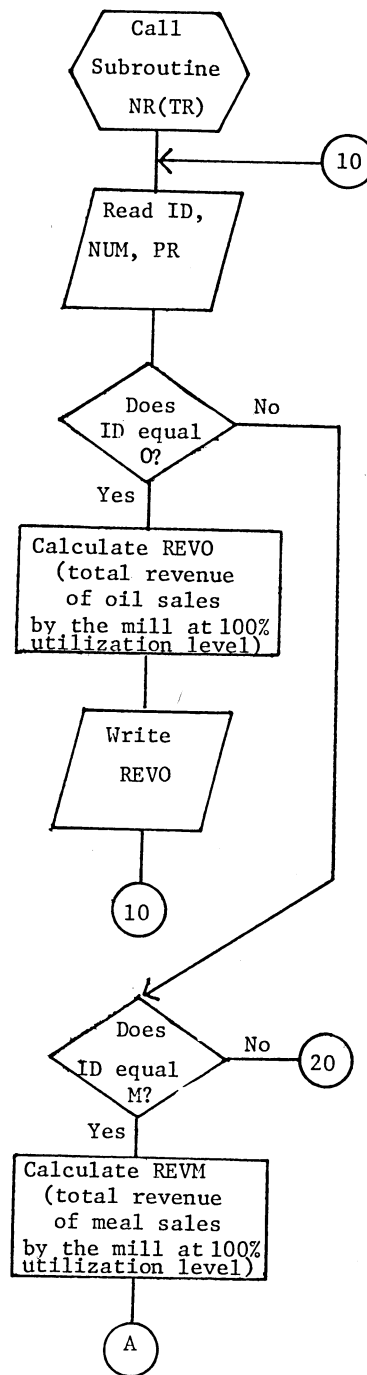 Call
Subroutine
NR(TR)
10
Read ID,
NUM, PR
Does
ID equal
O?
No
Yes
Calculate REVO
(total revenue
of oil sales
by the mill at 100%
utilization level)
Write
REVO
10
Does
ID equal
M?
No
20
Yes
Calculate REVM
(total revenue
of meal sales
by the mill at 100%
utilization level)
A